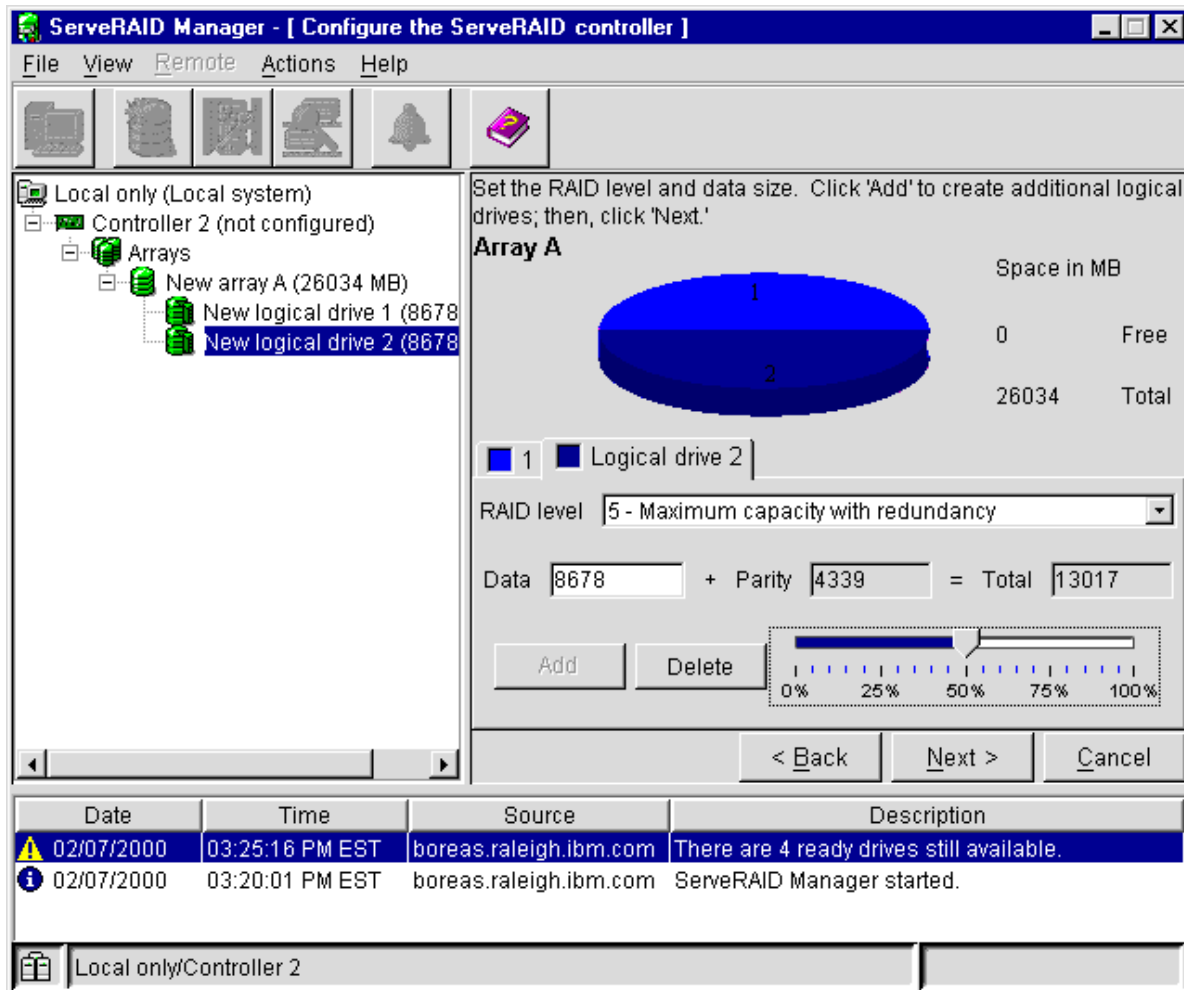 ServeRAID Manager - [ Configure the ServeRAID controller ]
File View Remote Actions Help
Local only (Local system)
Controller 2 (not configured)
Arrays
New array A (26034 MB)
New logical drive 1 (8678
New logical drive 2 (8678
Set the RAID level and data size. Click 'Add' to create additional logical
drives; then, click 'Next.'
Array A
Space in MB
1
0 Free
2
26034 Total
1 Logical drive 2
RAID level 5 - Maximum capacity with redundancy
Data 8678 + Parity 4339 = Total 13017
Add Delete
0% 25% 50% 75% 100%
< Back Next > Cancel
Date Time Source Description
02/07/2000 03:25:16 PM EST boreas.raleigh.ibm.com There are 4 ready drives still available.
02/07/2000 03:20:01 PM EST boreas.raleigh.ibm.com ServeRAID Manager started.
Local only/Controller 2